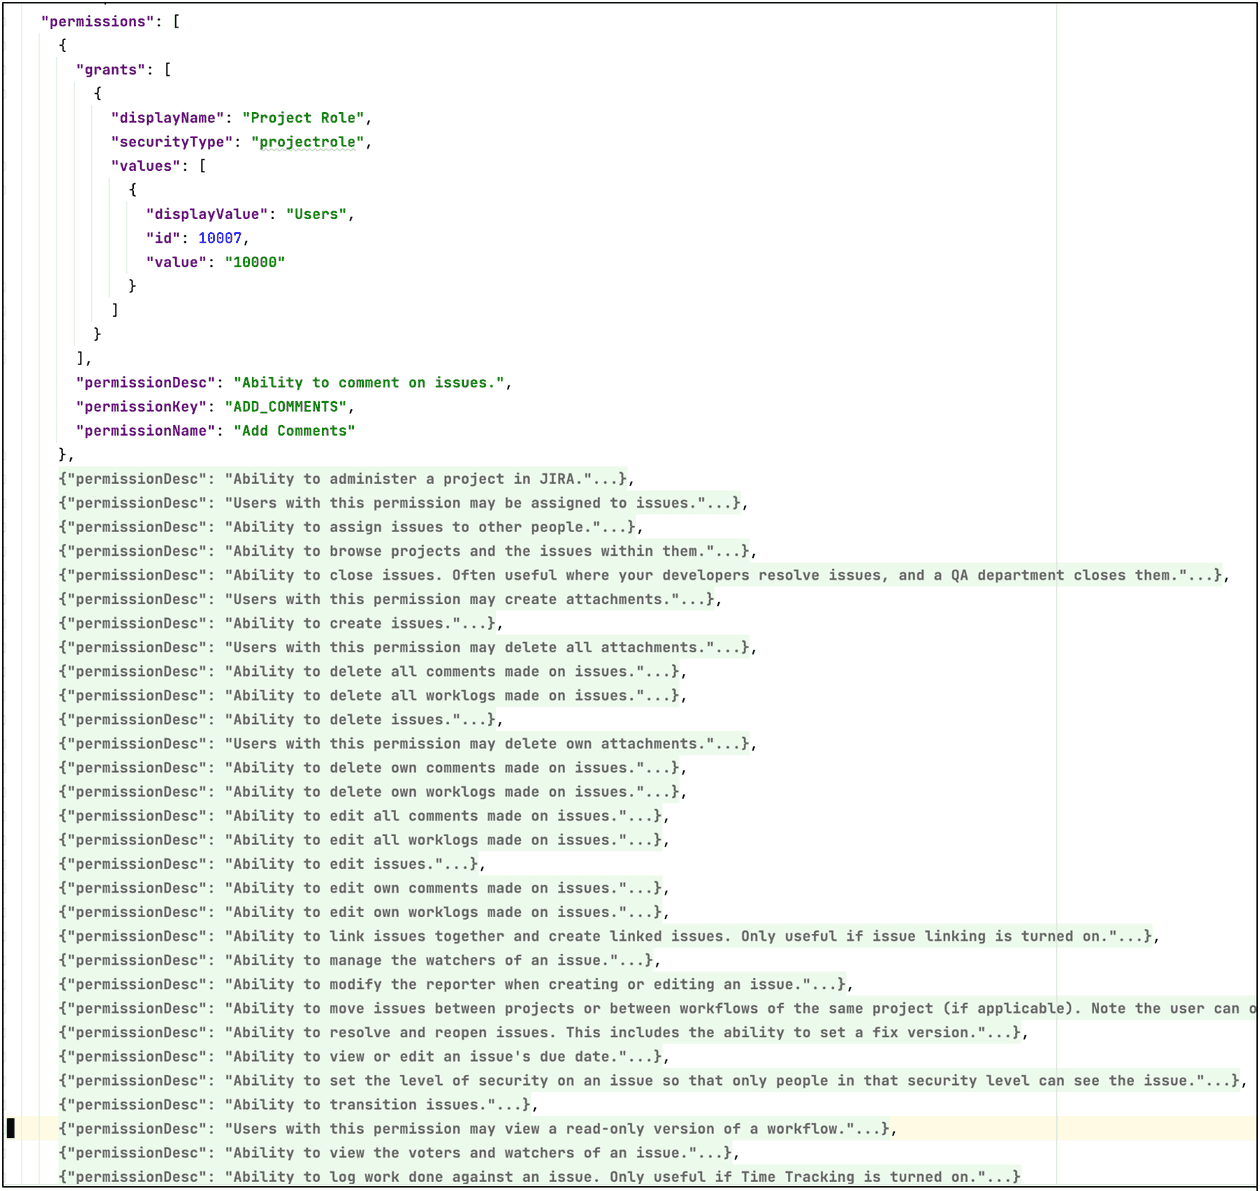 "permissions": [
{
"grants": [
{
"displayName": "Project Role",
"securityType": "projectrole",
"values": [
{
"displayValue": "Users",
"id": 10007,
"value": "10000"
}
]
}
],
"permissionDesc": "Ability to comment on issues.",
"permissionKey": "ADD_COMMENTS",
"permissionName": "Add Comments"
},
{"permissionDesc": "Ability to administer a project in JIRA."...},
{"permissionDesc": "Users with this permission may be assigned to issues."...},
{"permissionDesc": "Ability to assign issues to other people."...},
{"permissionDesc": "Ability to browse projects and the issues within them."...},
{"permissionDesc": "Ability to close issues. Often useful where your developers resolve issues, and a QA department closes them."...},
{"permissionDesc": "Users with this permission may create attachments."...},
{"permissionDesc": "Ability to create issues."...},
{"permissionDesc": "Users with this permission may delete all attachments."...},
{"permissionDesc": "Ability to delete all comments made on issues."...},
{"permissionDesc": "Ability to delete all worklogs made on issues."...},
{"permissionDesc": "Ability to delete issues."...},
{"permissionDesc": "Users with this permission may delete own attachments."...},
{"permissionDesc": "Ability to delete own comments made on issues."...},
{"permissionDesc": "Ability to delete own worklogs made on issues."...},
{"permissionDesc": "Ability to edit all comments made on issues."...},
{"permissionDesc": "Ability to edit all worklogs made on issues."...},
{"permissionDesc": "Ability to edit issues."...},
{"permissionDesc": "Ability to edit own comments made on issues."...},
{"permissionDesc": "Ability to edit own worklogs made on issues."...},
{"permissionDesc": "Ability to link issues together and create linked issues. Only useful if issue linking is turned on."...},
{"permissionDesc": "Ability to manage the watchers of an issue."...},
{"permissionDesc": "Ability to modify the reporter when creating or editing an issue."...},
{"permissionDesc": "Ability to move issues between projects or between workflows of the same project (if applicable). Note the user can o
{"permissionDesc": "Ability to resolve and reopen issues. This includes the ability to set a fix version."...},
{"permissionDesc": "Ability to view or edit an issue's due date."...},
{"permissionDesc": "Ability to set the level of security on an issue so that only people in that security level can see the issue."...},
{"permissionDesc": "Ability to transition issues."...},
{"permissionDesc": "Users with this permission may view a read-only version of a workflow."...},
{"permissionDesc": "Ability to view the voters and watchers of an issue."...},
{"permissionDesc": "Ability to log work done against an issue. Only useful if Time Tracking is turned on."...}